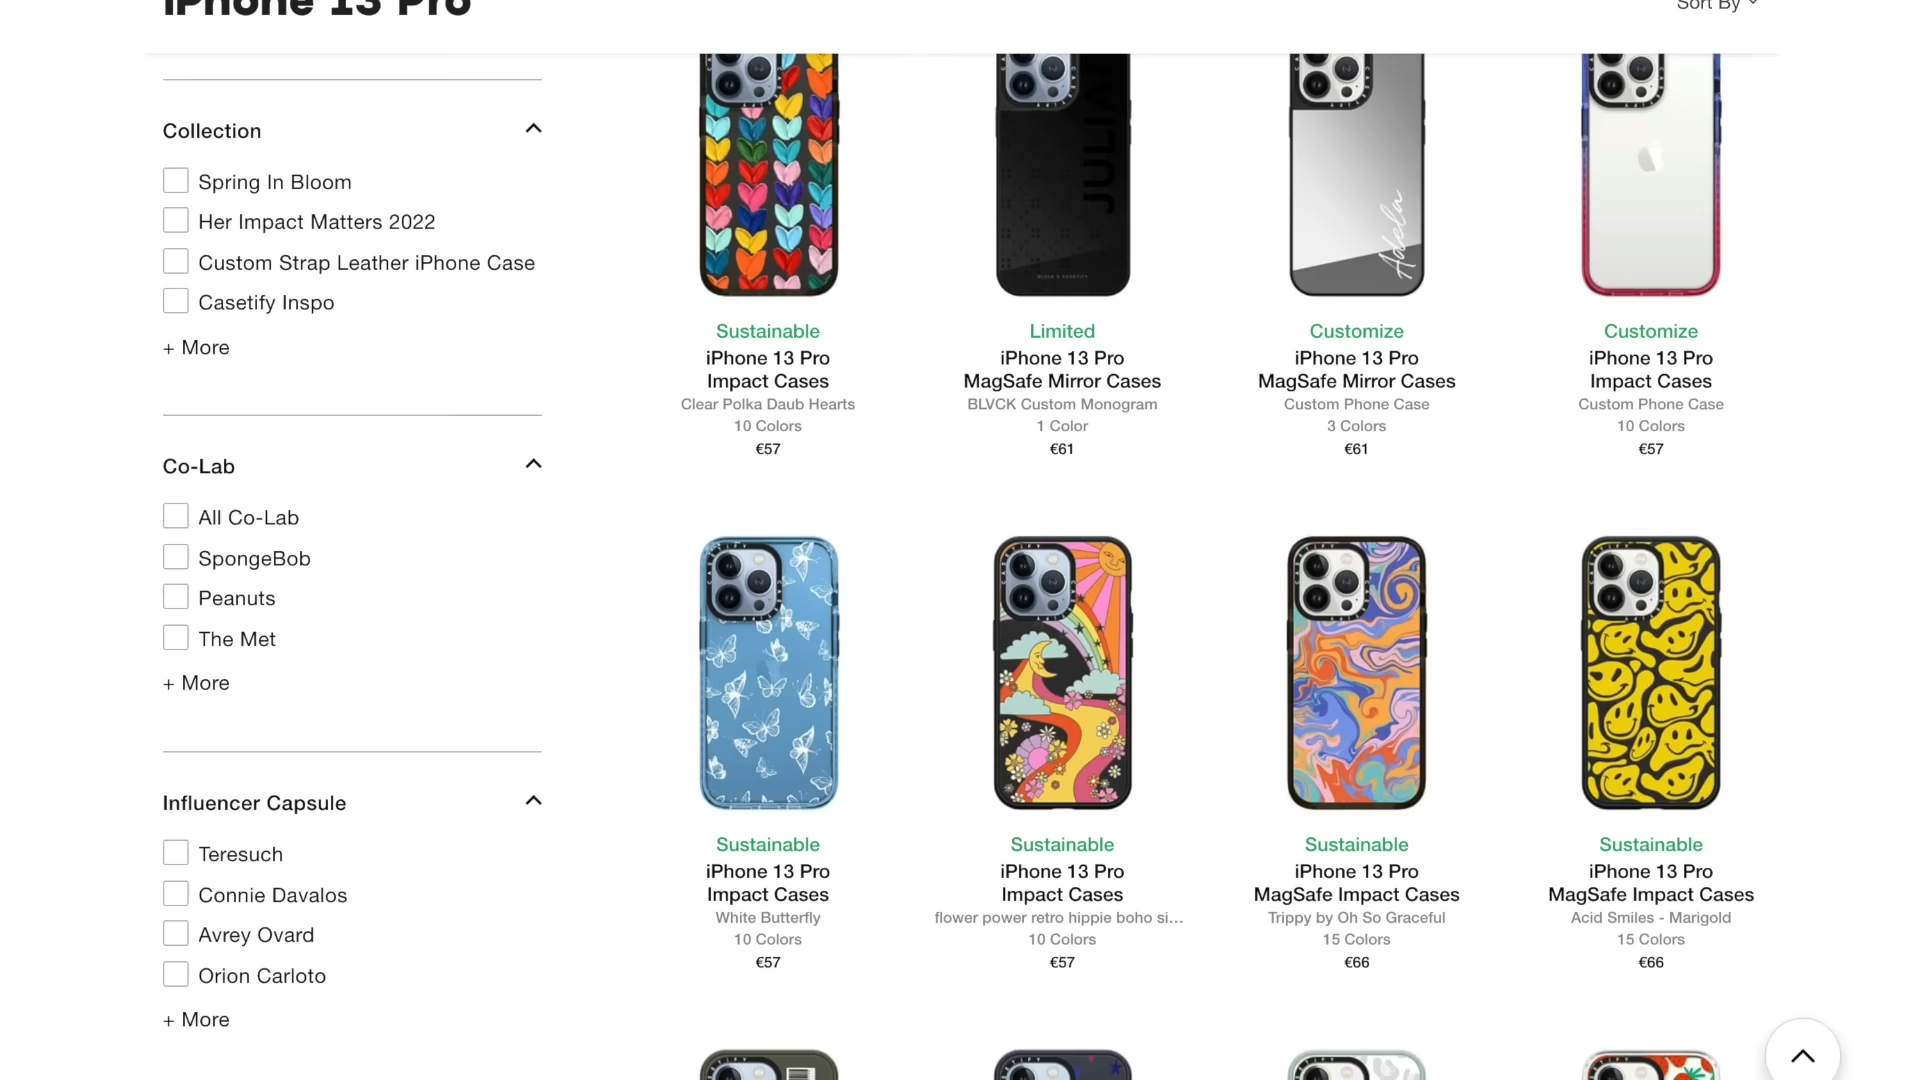 iPhone 13 Pro
Sort By
Collection
Spring In Bloom
Her Impact Matters 2022
Custom Strap Leather iPhone Case
Casetify Inspo
+ More
Co-Lab
All Co-Lab
SpongeBob
Peanuts
The Met
+ More
Influencer Capsule
Teresuch
Connie Davalos
Avrey Ovard
Orion Carloto
+ More
JULIA
BLVCK X CASETIFY
Adela
Sustainable
iPhone 13 Pro
Impact Cases
Clear Polka Daub Hearts
10 Colors
€57
Limited
iPhone 13 Pro
MagSafe Mirror Cases
BLVCK Custom Monogram
1 Color
€61
Customize
iPhone 13 Pro
MagSafe Mirror Cases
Custom Phone Case
3 Colors
€61
Customize
iPhone 13 Pro
Impact Cases
Custom Phone Case
10 Colors
€57
Sustainable
iPhone 13 Pro
Impact Cases
White Butterfly
10 Colors
€57
Sustainable
iPhone 13 Pro
Impact Cases
flower power retro hippie boho si...
10 Colors
€57
Sustainable
iPhone 13 Pro
MagSafe Impact Cases
Trippy by Oh So Graceful
15 Colors
€66
Sustainable
iPhone 13 Pro
MagSafe Impact Cases
Acid Smiles - Marigold
15 Colors
€66